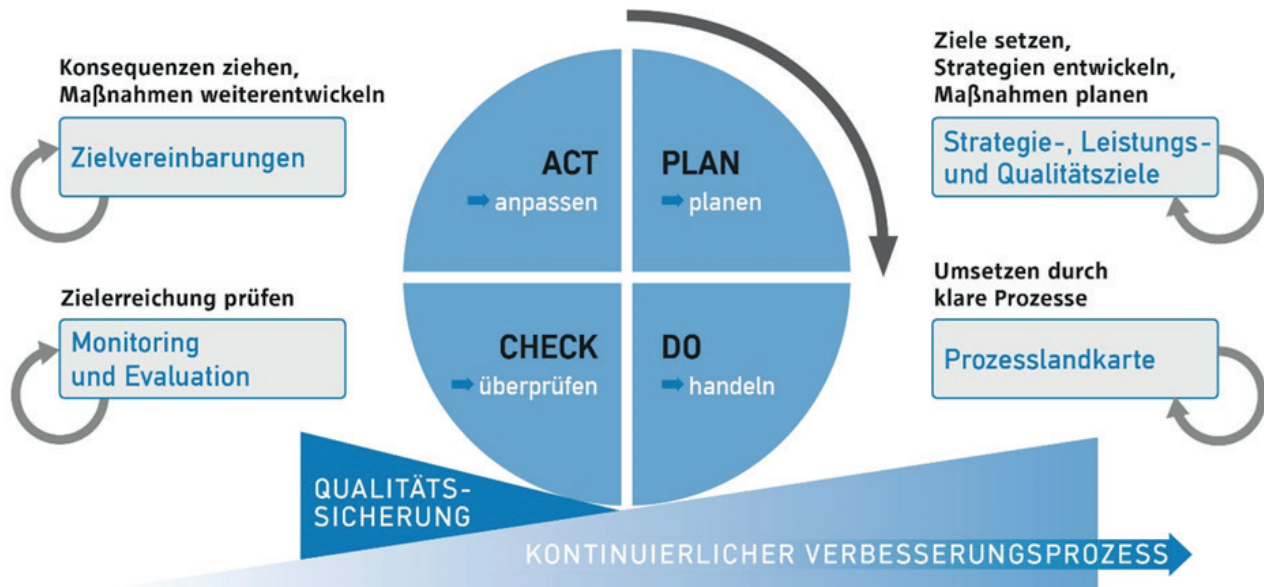 Konsequenzen ziehen,
Maßnahmen weiterentwickeln
Zielvereinbarungen
Zielerreichung prüfen
Monitoring
und Evaluation
ACT
➡ anpassen
PLAN
➡ planen
CHECK
➡ überprüfen
DO
➡ handeln
Ziele setzen,
Strategien entwickeln,
Maßnahmen planen
Strategie-, Leistungs-
und Qualitätsziele
Umsetzen durch
klare Prozesse
Prozesslandkarte
QUALITÄTS-
SICHERUNG
KONTINUIERLICHER VERBESSERUNGSPROZESS